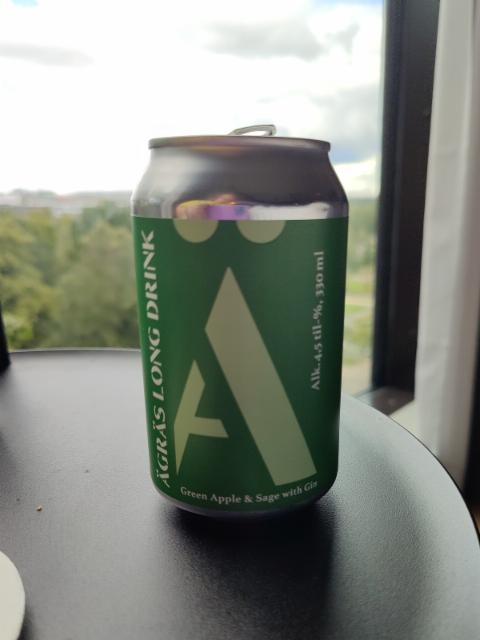 ÄGRÄS LONG DRINK
Ä
Alk. 4,5 til-%, 330 ml
Green Apple & Sage with Gin